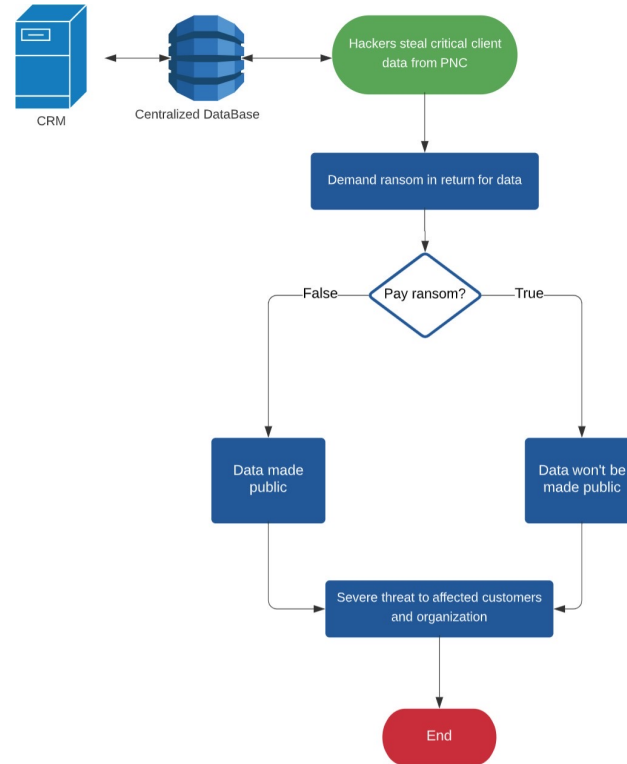 Hackers steal critical client
data from PNC
CRM
Centralized DataBase
Demand ransom in return for data
False
Pay ransom?
True
Data made
public
Data won't be
made public
Severe threat to affected customers
and organization
End